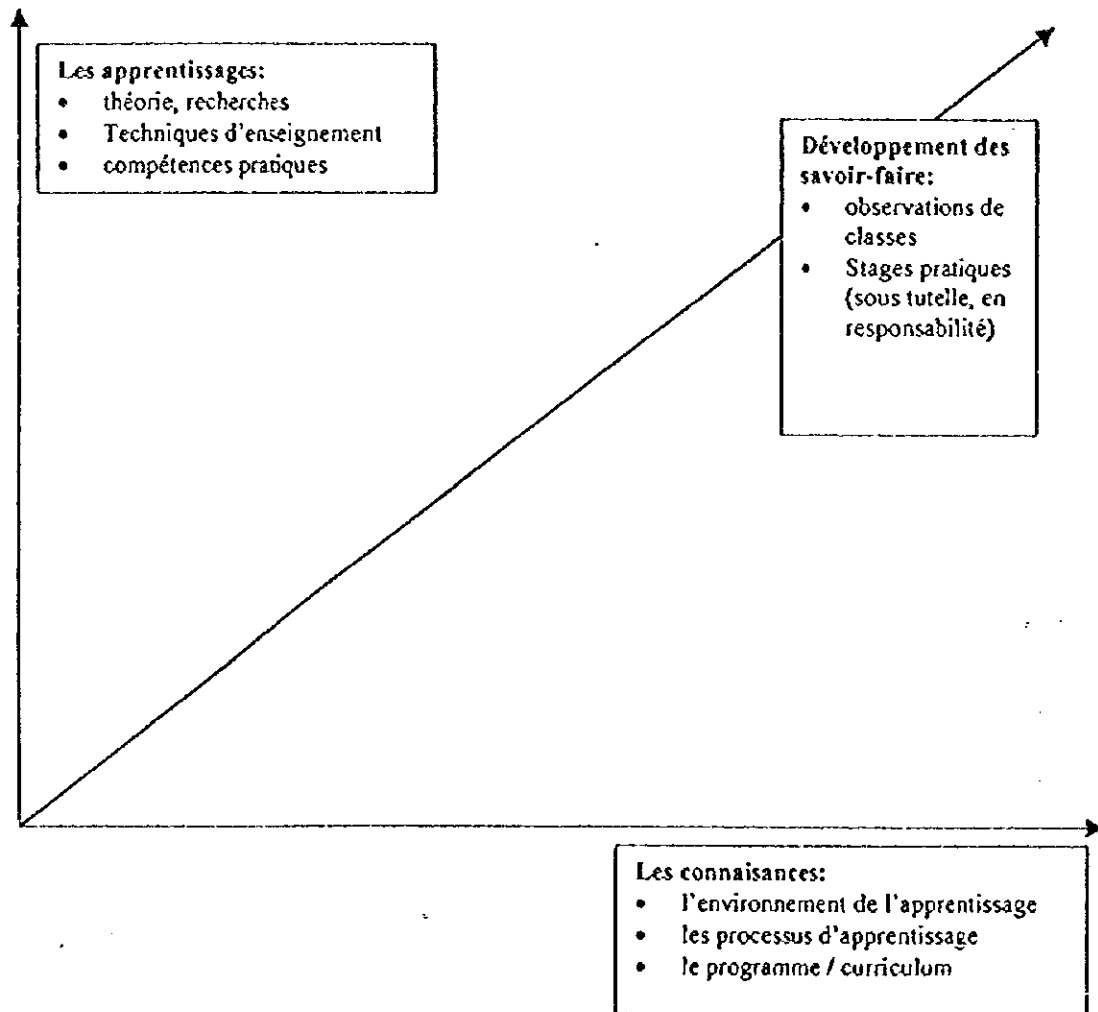 Les apprentissages:
• théorie, recherches
• Techniques d'enseignement
• compétences pratiques
Développement des
savoir-faire:
• observations de
classes
• Stages pratiques
(sous tutelle, en
responsabilité)
Les connaisances:
• l'environnement de l'apprentissage
• les processus d'apprentissage
• le programme / curriculum